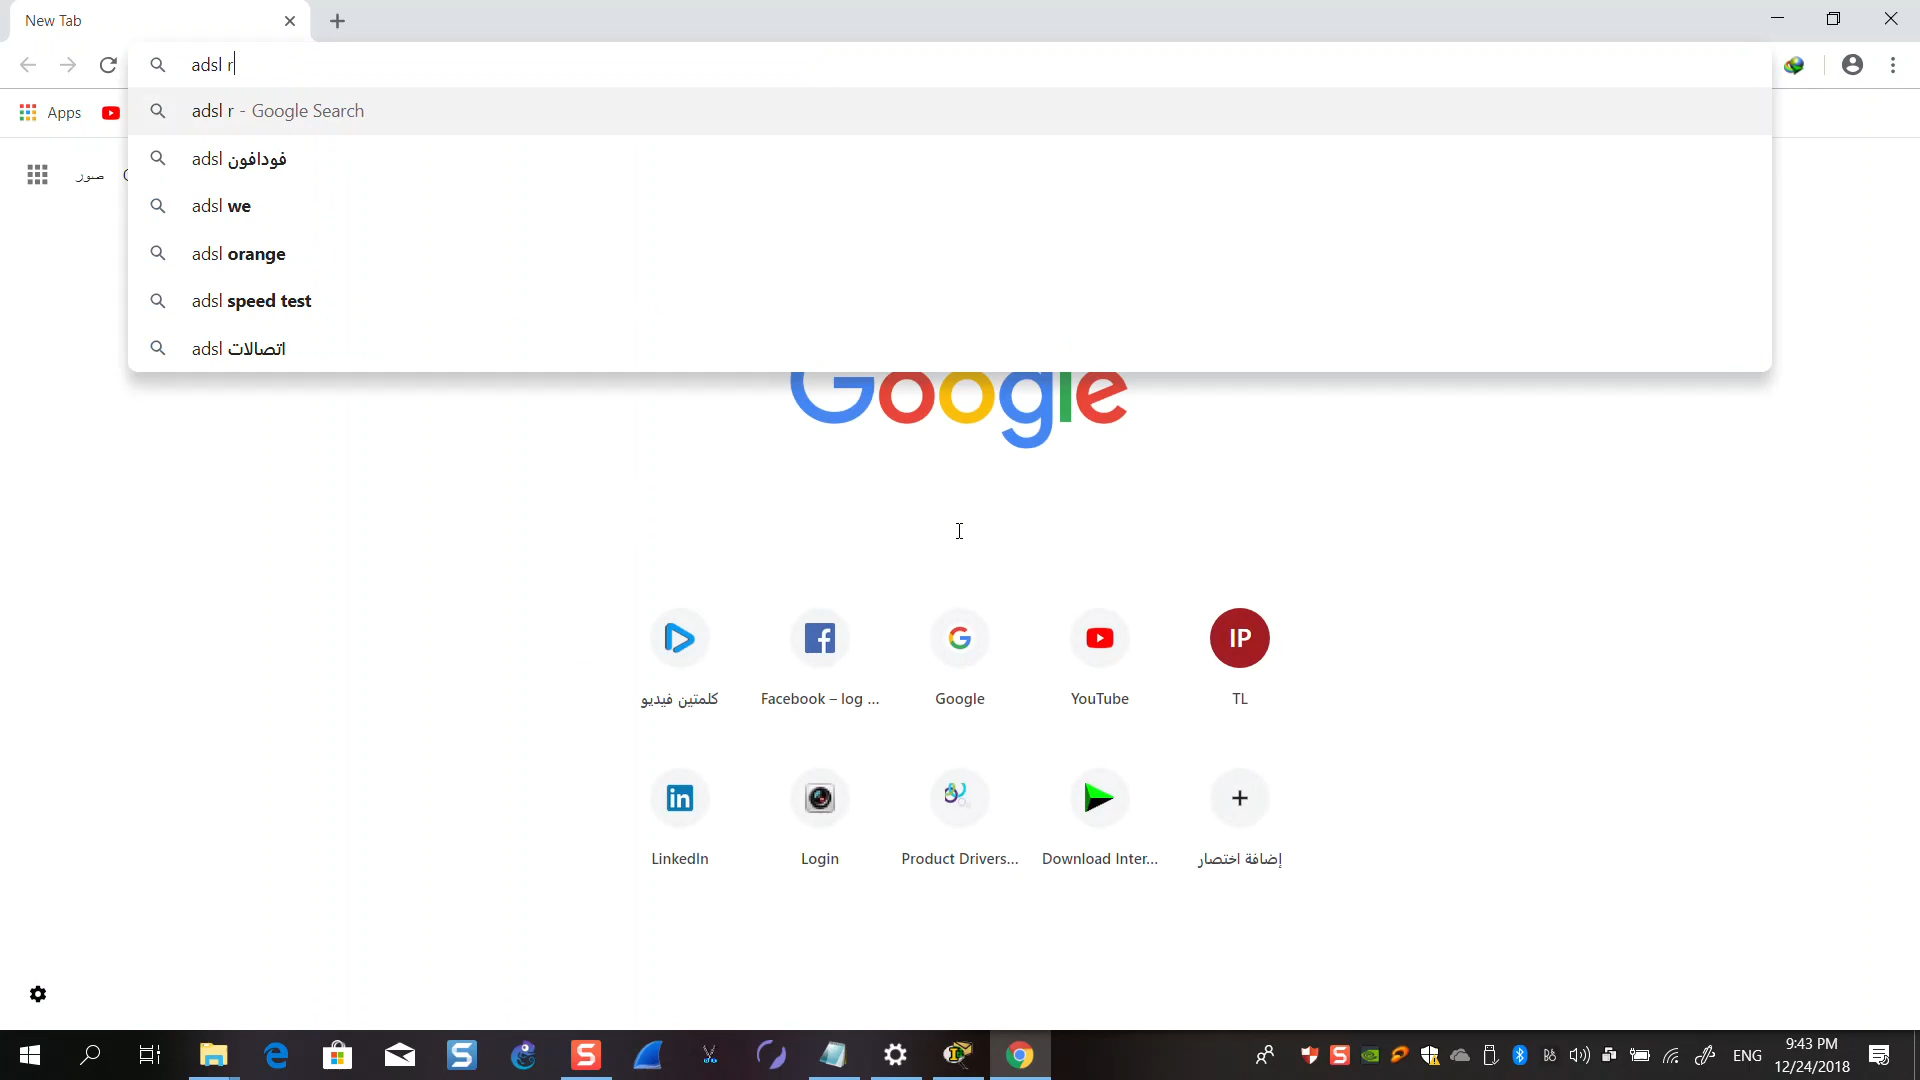 New Tab
adsl r
Apps
adsl r - Google Search
adsl فودافون
صور
adsl we
adsl orange
adsl speed test
adsl اتصالات
Google
IP
كلمتين فيديو
Facebook – log ...
Google
YouTube
TL
LinkedIn
Login
Product Drivers...
Download Inter...
إضافة اختصار
ENG
9:43 PM
12/24/2018